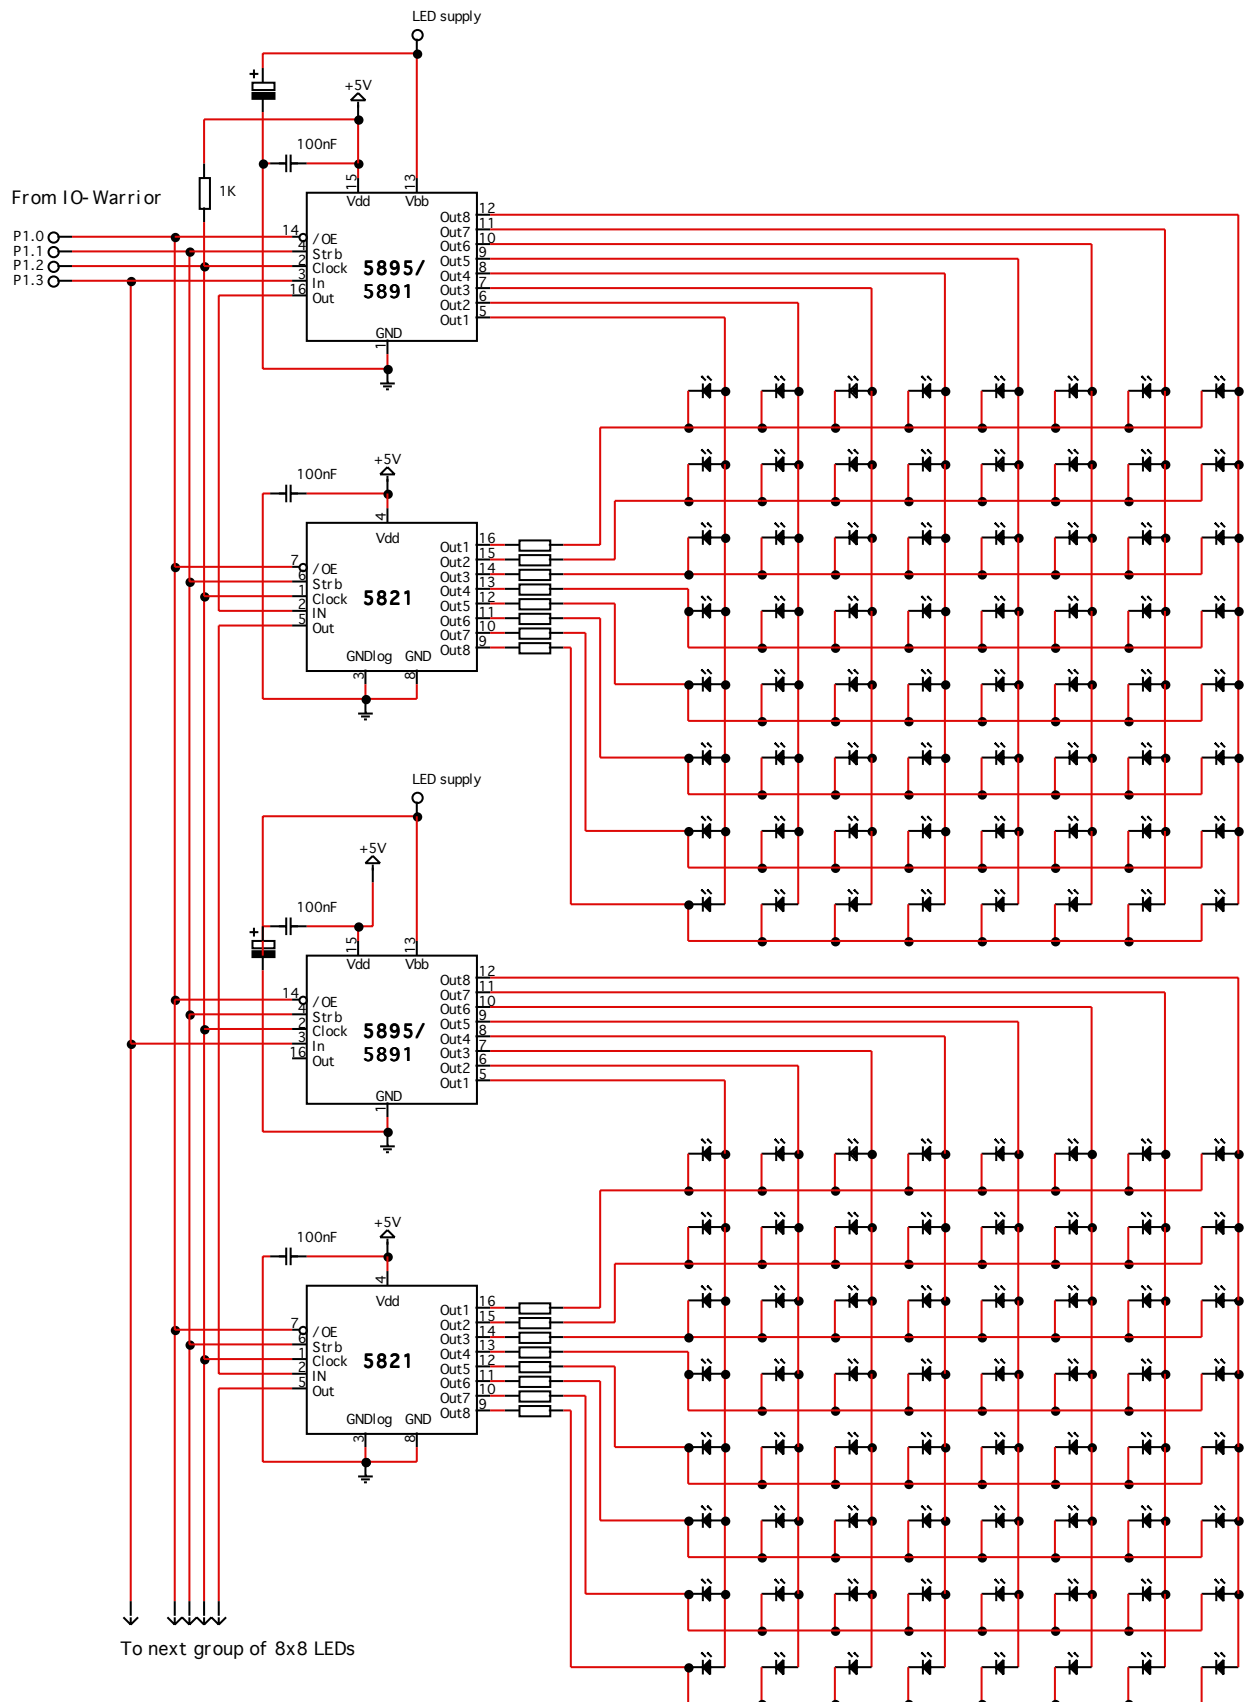 LED supply
+
+5V
100nF
1K
From IO-Warrior
15
13
Vdd
Vbb
P1.0
P1.1
P1.2
P1.3
14
4
2
3
16
/OE
Strb
Clock
In
Out
5895/
5891
Out8
Out7
Out6
Out5
Out4
Out3
Out2
Out1
12
11
10
9
8
7
6
5
GND
1
+5V
100nF
4
Vdd
7
6
1
2
5
/OE
Strb
Clock
IN
Out
5821
Out1
Out2
Out3
Out4
Out5
Out6
Out7
Out8
16
15
14
13
12
11
10
9
GNDlog
GND
3
8
LED supply
+5V
100nF
+
15
13
Vdd
Vbb
14
4
2
3
16
/OE
Strb
Clock
In
Out
5895/
5891
Out8
Out7
Out6
Out5
Out4
Out3
Out2
Out1
12
11
10
9
8
7
6
5
GND
1
+5V
100nF
4
Vdd
7
6
1
2
5
/OE
Strb
Clock
IN
Out
5821
Out1
Out2
Out3
Out4
Out5
Out6
Out7
Out8
16
15
14
13
12
11
10
9
GNDlog
GND
3
8
To next group of 8x8 LEDs